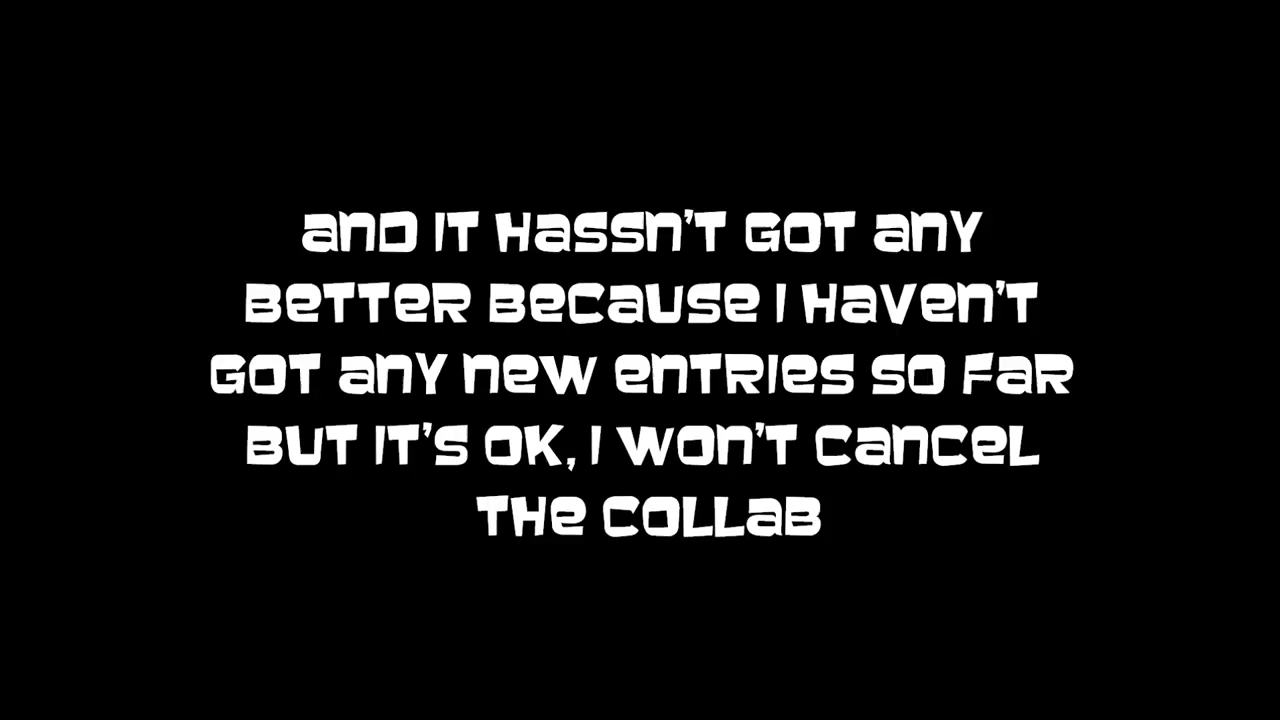 AND IT HASSN'T GOT ANY
BETTER BECAUSE I HAVEN'T
GOT ANY NEW ENTRIES SO FAR
BUT IT'S OK, I WON'T CANCEL
THE COLLAB